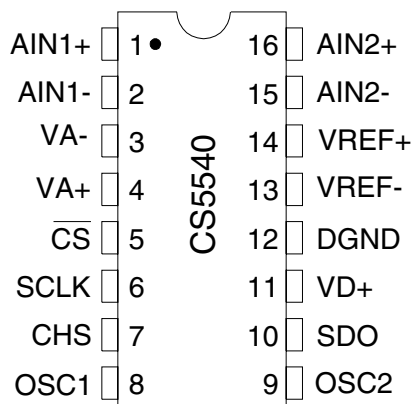 AIN1+ 1 16 AIN2+
AIN1- 2 15 AIN2-
VA- 3 14 VREF+
VA+ 4 13 VREF-
C̅S̅ 5 12 DGND
SCLK 6 11 VD+
CHS 7 10 SDO
OSC1 8 9 OSC2
CS5540